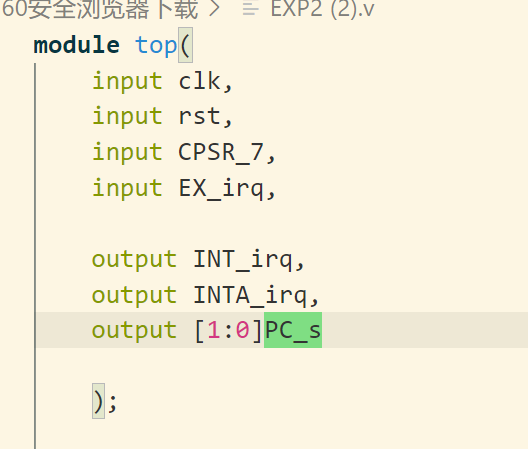 60安全浏览器下载 > EXP2 (2).v
module top(
input clk,
input rst,
input CPSR_7,
input EX_irq,
output INT_irq,
output INTA_irq,
output [1:0]PC_s
);